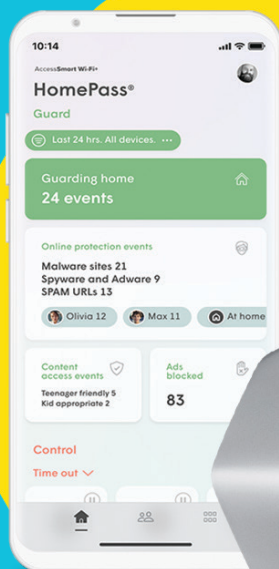 10:14
AccessSmart Wi-Fi+
HomePass®
Guard
Last 24 hrs. All devices. ...
Guarding home
24 events
Online protection events
Malware sites 21
Spyware and Adware 9
SPAM URLs 13
Olivia 12 Max 11 At home
Content
access events
Teenager friendly 5
Kid appropriate 2
Ads
blocked
83
Control
Time out